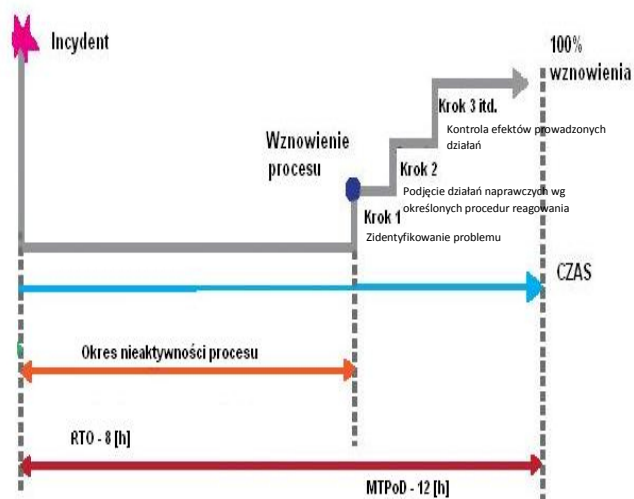 Incydent
100%
wznowienia
Krok 3 itd.
Kontrola efektów prowadzonych
działań
Wznowienie
procesu
Krok 2
Podjęcie działań naprawczych wg
określonych procedur reagowania
Krok 1
Zidentyfikowanie problemu
CZAS
Okres nieaktywności procesu
RTO - 8 [h]
MTPoD - 12 [h]